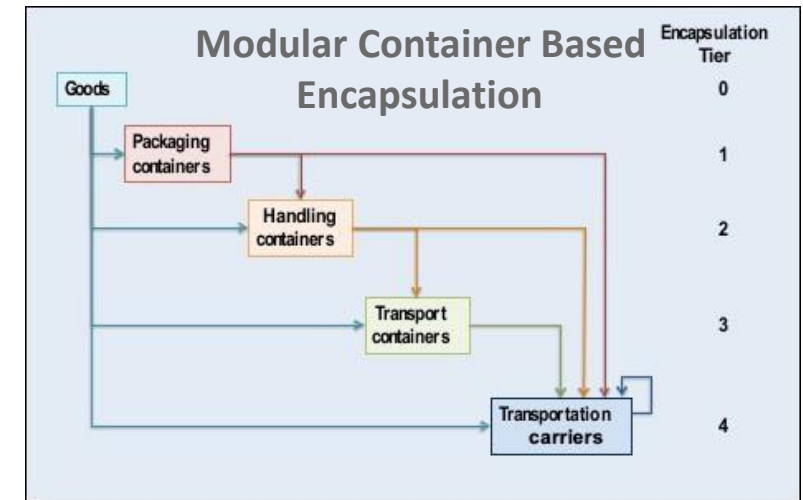 Modular Container Based
Encapsulation
Encapsulation
Tier
Goods
0
Packaging
containers
1
Handling
containers
2
Transport
containers
3
Transportation
carriers
4